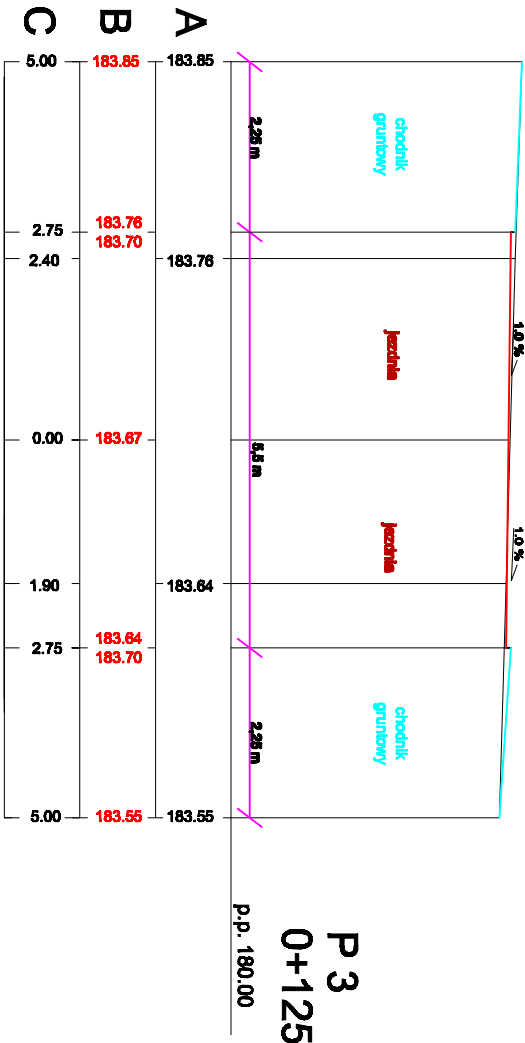 P 3
0+125
p.p. 180.00
1.0 %
1.0 %
chodnik
gruntowy
jezdnia
jezdnia
chodnik
gruntowy
2,25 m
5,5 m
2,25 m
A
183.85
183.76
183.64
183.55
B
183.85
183.76
183.70
183.67
183.64
183.70
183.55
C
5.00
2.75
2.40
0.00
1.90
2.75
5.00